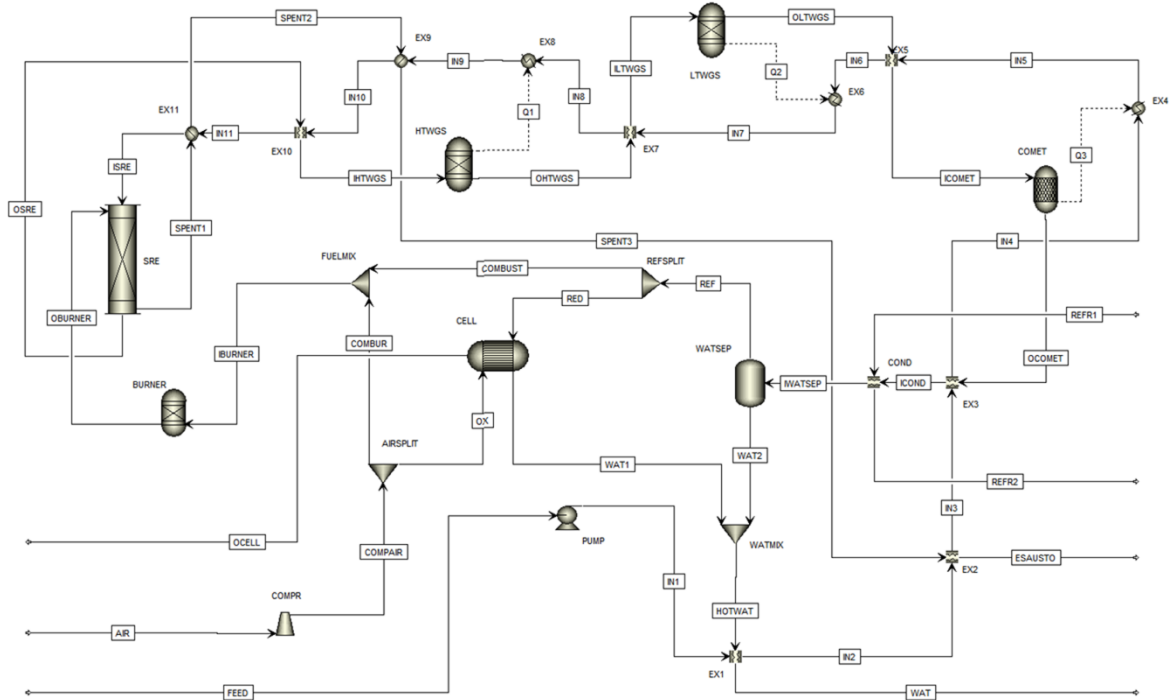 SPENT2
EX9
IN9
EX8
ILTWGS
LTWGS
OLTWGS
EX5
IN6
IN5
Q2
EX6
EX4
IN10
IN8
EX11
Q1
IN11
EX10
HTWGS
IN7
EX7
COMET
Q3
ISRE
IHTWGS
OHTWGS
ICOMET
OSRE
SPENT1
SRE
SPENT3
IN4
FUELMIX
COMBUST
REFSPLIT
REF
RED
OBURNER
IBURNER
COMBUR
CELL
WATSEP
REFR1
COND
OCOMET
IWATSEP
ICOND
EX3
BURNER
OX
AIRSPLIT
WAT1
WAT2
REFR2
IN3
OCELL
COMPAIR
PUMP
WATMIX
ESAUSTO
EX2
IN1
COMPR
HOTWAT
AIR
IN2
EX1
FEED
WAT